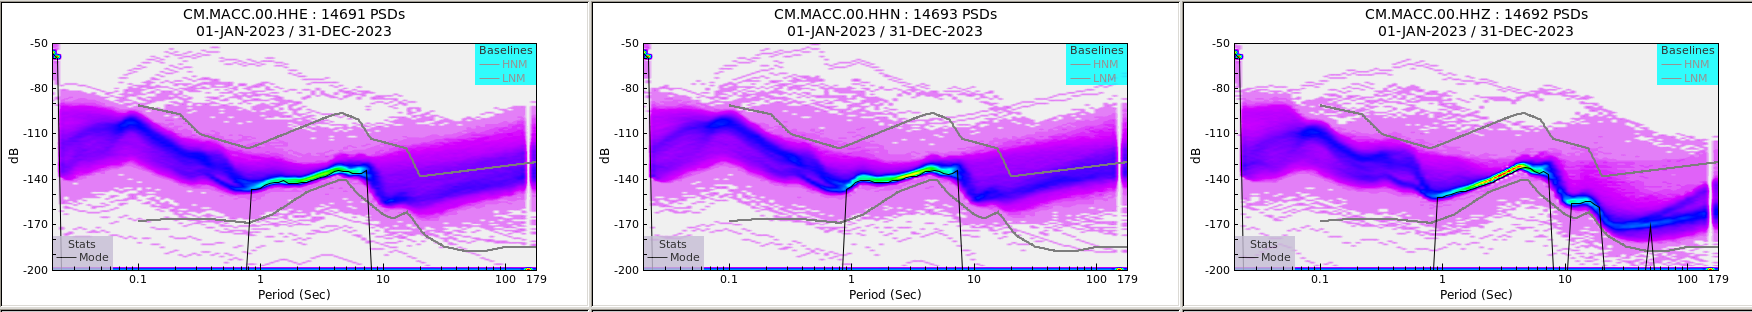 CM.MACC.00.HHE : 14691 PSDs
01-JAN-2023 / 31-DEC-2023
-50
-80
-110
-140
-170
-200
dB
Baselines
HNM
LNM
Stats
Mode
0.1 1 10 100 179
Period (Sec)
CM.MACC.00.HHN : 14693 PSDs
01-JAN-2023 / 31-DEC-2023
-50
-80
-110
-140
-170
-200
dB
Baselines
HNM
LNM
Stats
Mode
0.1 1 10 100 179
Period (Sec)
CM.MACC.00.HHZ : 14692 PSDs
01-JAN-2023 / 31-DEC-2023
-50
-80
-110
-140
-170
-200
dB
Baselines
HNM
LNM
Stats
Mode
0.1 1 10 100 179
Period (Sec)